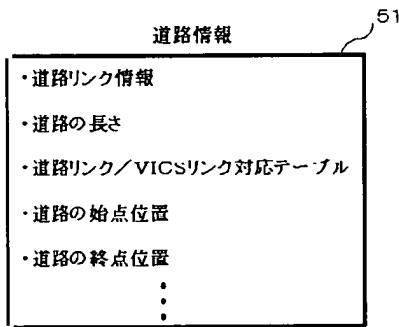 51
道路情報
・道路リンク情報
・道路の長さ
・道路リンク／VICSリンク対応テーブル
・道路の始点位置
・道路の終点位置